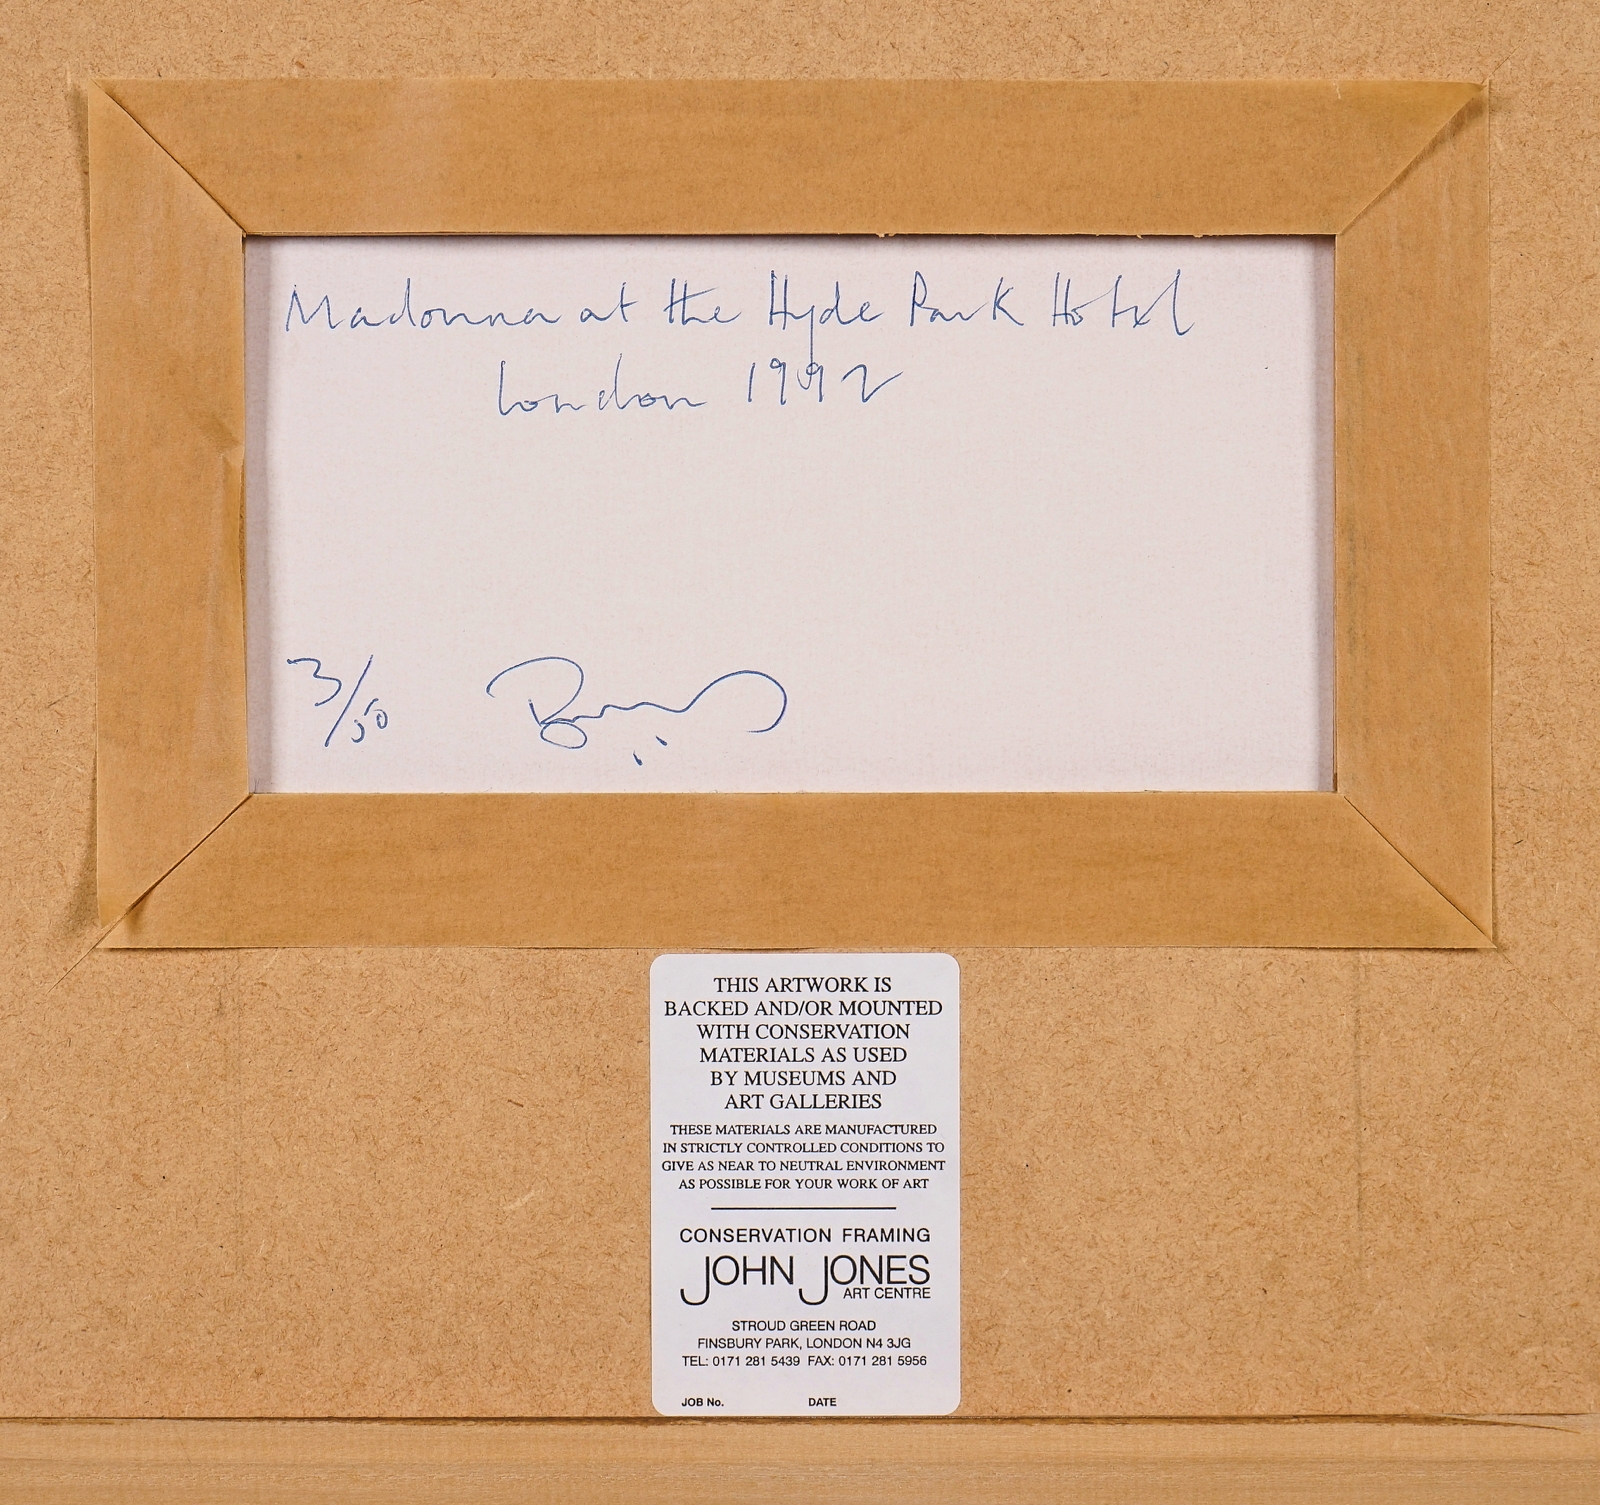 Madonna at the Hyde Park Hotel
London 1992
3/50
THIS ARTWORK IS
BACKED AND/OR MOUNTED
WITH CONSERVATION
MATERIALS AS USED
BY MUSEUMS AND
ART GALLERIES
THESE MATERIALS ARE MANUFACTURED
IN STRICTLY CONTROLLED CONDITIONS TO
GIVE AS NEAR TO NEUTRAL ENVIRONMENT
AS POSSIBLE FOR YOUR WORK OF ART
CONSERVATION FRAMING
JOHN JONES
ART CENTRE
STROUD GREEN ROAD
FINSBURY PARK, LONDON N4 3JG
TEL: 0171 281 5439 FAX: 0171 281 5956
JOB No. DATE